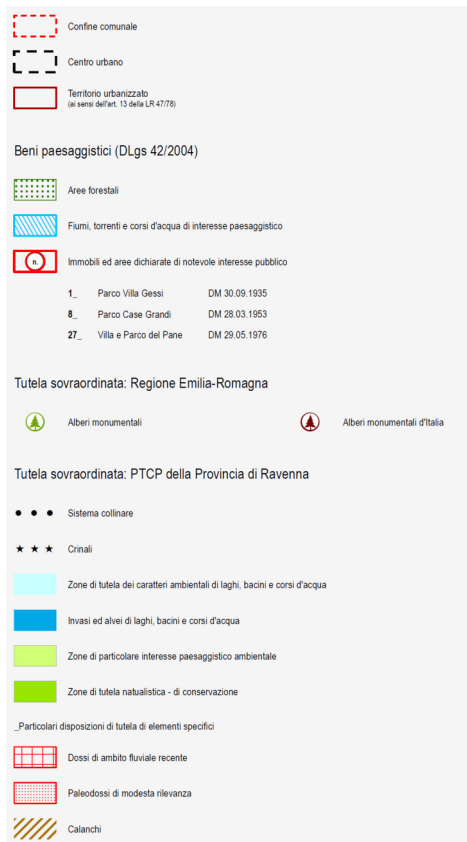 Confine comunale
Centro urbano
Territorio urbanizzato
(ai sensi dell'art. 13 della LR 47/78)
Beni paesaggistici (DLgs 42/2004)
Aree forestali
Fiumi, torrenti e corsi d'acqua di interesse paesaggistico
n. Immobili ed aree dichiarate di notevole interesse pubblico
1_ Parco Villa Gessi DM 30.09.1935
8_ Parco Case Grandi DM 28.03.1953
27_ Villa e Parco del Pane DM 29.05.1976
Tutela sovraordinata: Regione Emilia-Romagna
Alberi monumentali Alberi monumentali d'Italia
Tutela sovraordinata: PTCP della Provincia di Ravenna
Sistema collinare
Crinali
Zone di tutela dei caratteri ambientali di laghi, bacini e corsi d'acqua
Invasi ed alvei di laghi, bacini e corsi d'acqua
Zone di particolare interesse paesaggistico ambientale
Zone di tutela natualistica - di conservazione
_Particolari disposizioni di tutela di elementi specifici
Dossi di ambito fluviale recente
Paleodossi di modesta rilevanza
Calanchi